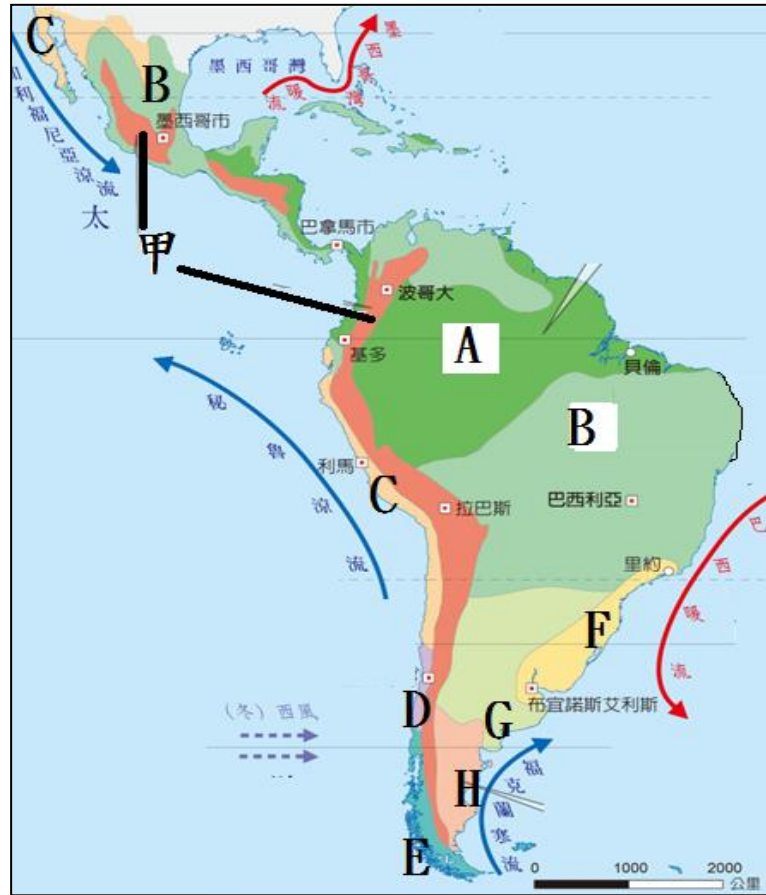 C
加利福尼亞涼流
B
墨西哥灣
墨西哥灣暖流
墨西哥市
太
甲
巴拿馬市
波哥大
A
基多
貝倫
B
秘魯涼流
利馬
C
拉巴斯
巴西利亞
巴西暖流
里約
F
D
布宜諾斯艾利斯
(冬)西風
G
H
福克蘭寒流
E
0 1000 2000
公里